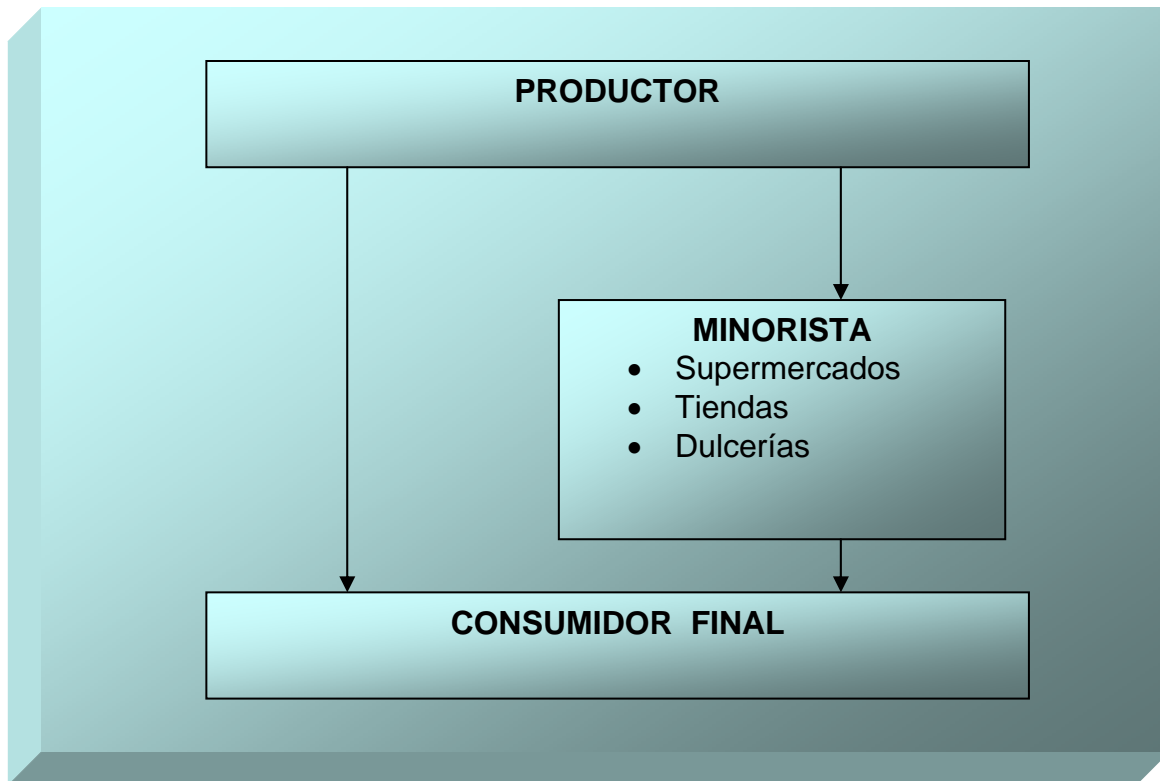 PRODUCTOR
MINORISTA
• Supermercados
• Tiendas
• Dulcerías
CONSUMIDOR FINAL